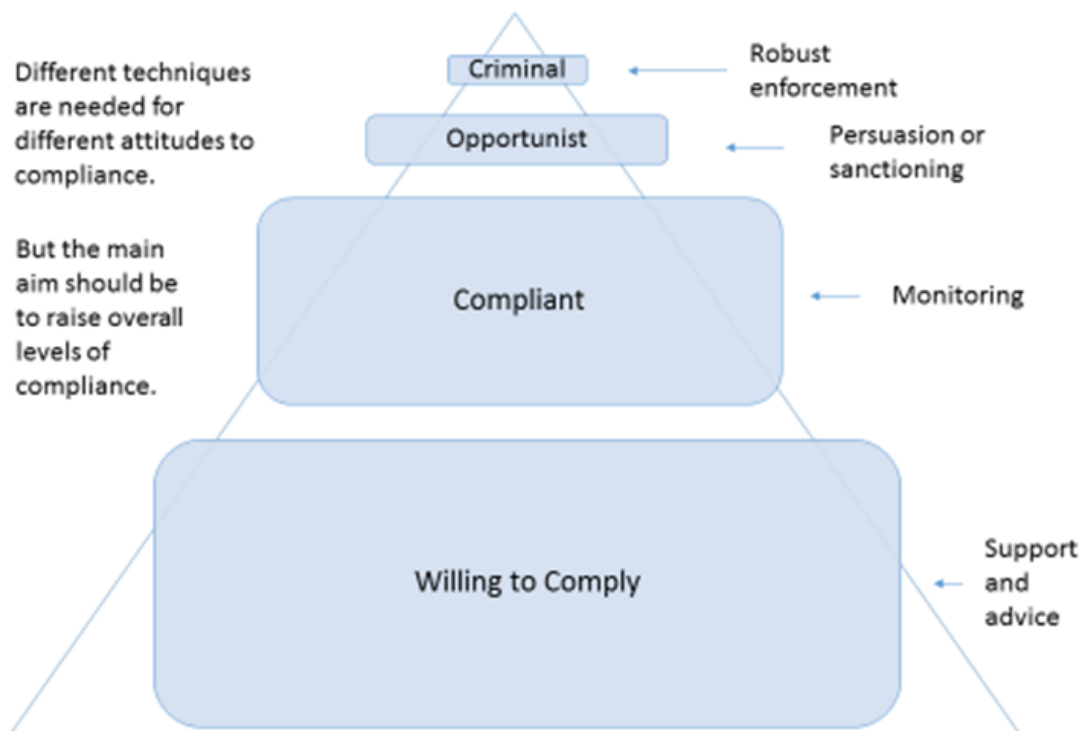 Different techniques
are needed for
different attitudes to
compliance.
But the main
aim should be
to raise overall
levels of
compliance.
Criminal
Robust
enforcement
Opportunist
Persuasion or
sanctioning
Compliant
Monitoring
Willing to Comply
Support
and
advice